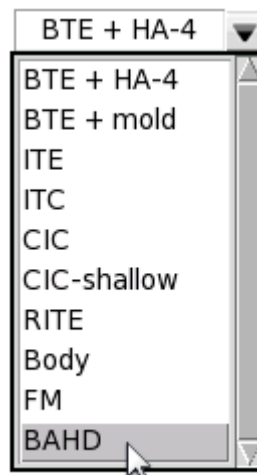 BTE + HA-4
BTE + HA-4
BTE + mold
ITE
ITC
CIC
CIC-shallow
RITE
Body
FM
BAHD